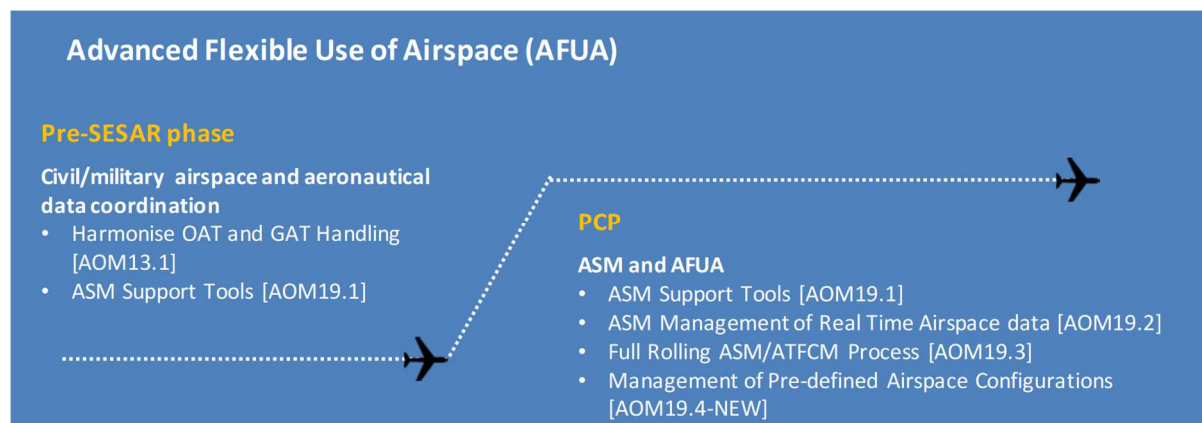 Advanced Flexible Use of Airspace (AFUA)
Pre-SESAR phase
Civil/military airspace and aeronautical
data coordination
• Harmonise OAT and GAT Handling
[AOM13.1]
• ASM Support Tools [AOM19.1]
PCP
ASM and AFUA
• ASM Support Tools [AOM19.1]
• ASM Management of Real Time Airspace data [AOM19.2]
• Full Rolling ASM/ATFCM Process [AOM19.3]
• Management of Pre-defined Airspace Configurations
[AOM19.4-NEW]